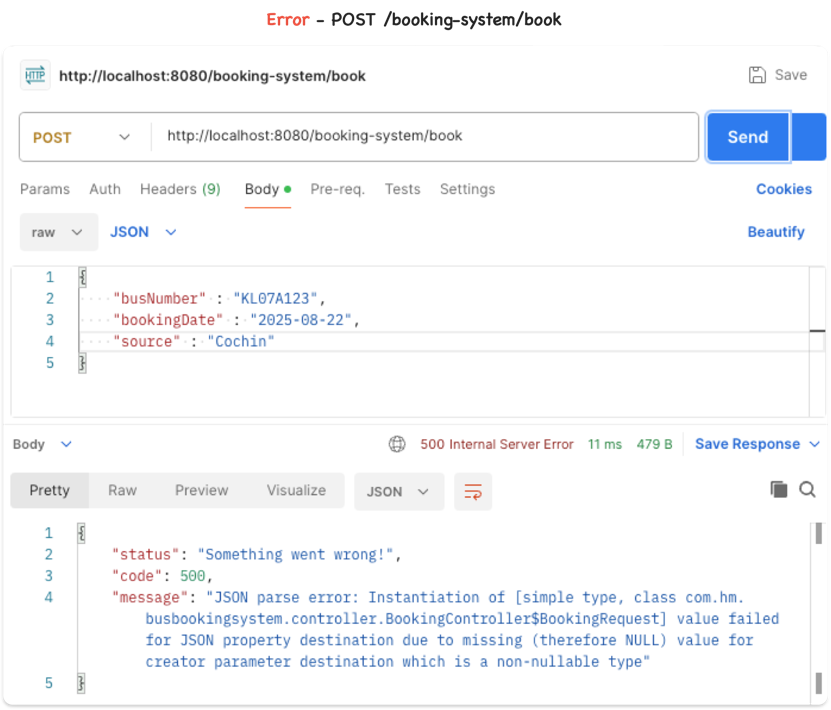 Error - POST /booking-system/book
HTTP http://localhost:8080/booking-system/book Save
POST http://localhost:8080/booking-system/book Send
Params Auth Headers (9) Body Pre-req. Tests Settings Cookies
raw JSON Beautify
1 {
2 "busNumber" : "KL07A123",
3 "bookingDate" : "2025-08-22",
4 "source" : "Cochin"
5 }
Body 500 Internal Server Error 11 ms 479 B Save Response
Pretty Raw Preview Visualize JSON
1 {
2 "status": "Something went wrong!",
3 "code": 500,
4 "message": "JSON parse error: Instantiation of [simple type, class com.hm.
busbookingsystem.controller.BookingController$BookingRequest] value failed
for JSON property destination due to missing (therefore NULL) value for
creator parameter destination which is a non-nullable type"
5 }